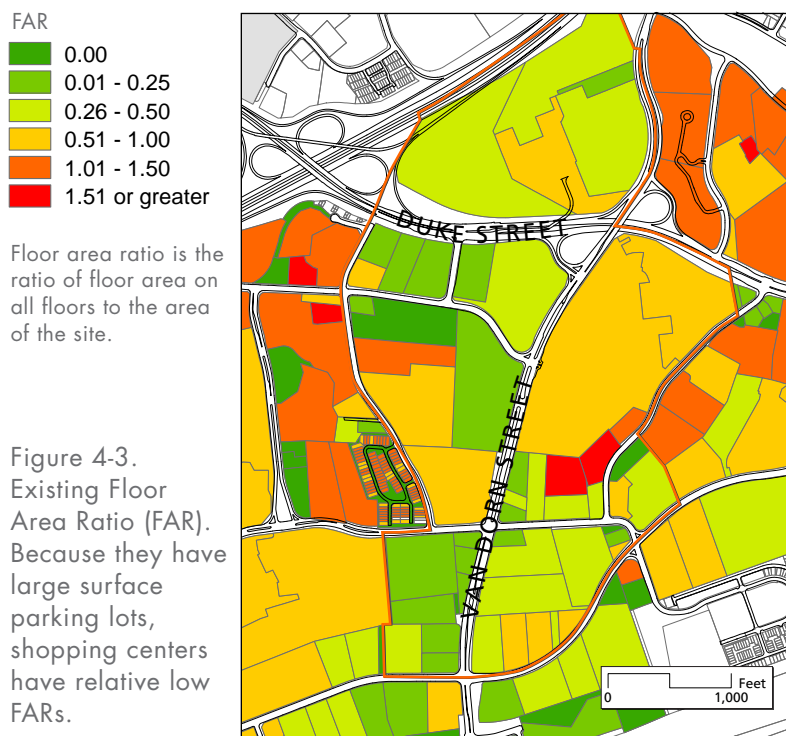 FAR
0.00
0.01 - 0.25
0.26 - 0.50
0.51 - 1.00
1.01 - 1.50
1.51 or greater
Floor area ratio is the
ratio of floor area on
all floors to the area
of the site.
Figure 4-3.
Existing Floor
Area Ratio (FAR).
Because they have
large surface
parking lots,
shopping centers
have relative low
FARs.
DUKE STREET
VAN DORN STREET
Feet
0
1,000